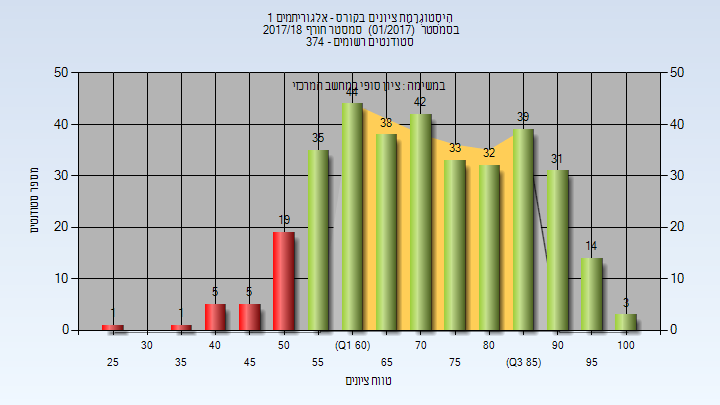 היסטוגרמת ציונים בקורס - אלגוריתמים 1
בסמסטר (01/2017) סמסטר חורף 2017/18
סטודנטים רשומים - 374
במשימה : ציון סופי במחשב המרכזי
50 50
40 40
30 30
20 20
10 10
0 0
מספר סטודנטים
1 1 5 5 19 35 44 38 42 33 32 39 31 14 3
30 40 50 (Q1 60) 70 80 90 100
25 35 45 55 65 75 (Q3 85) 95
טווח ציונים